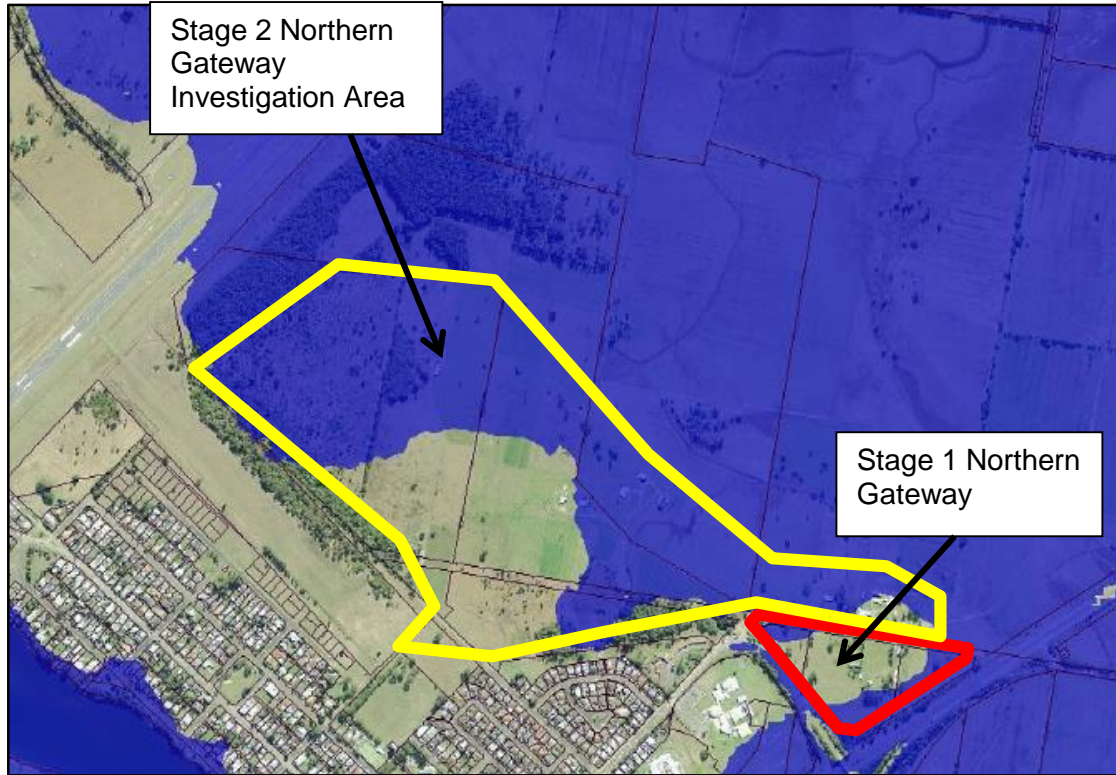 Stage 2 Northern
Gateway
Investigation Area
Stage 1 Northern
Gateway